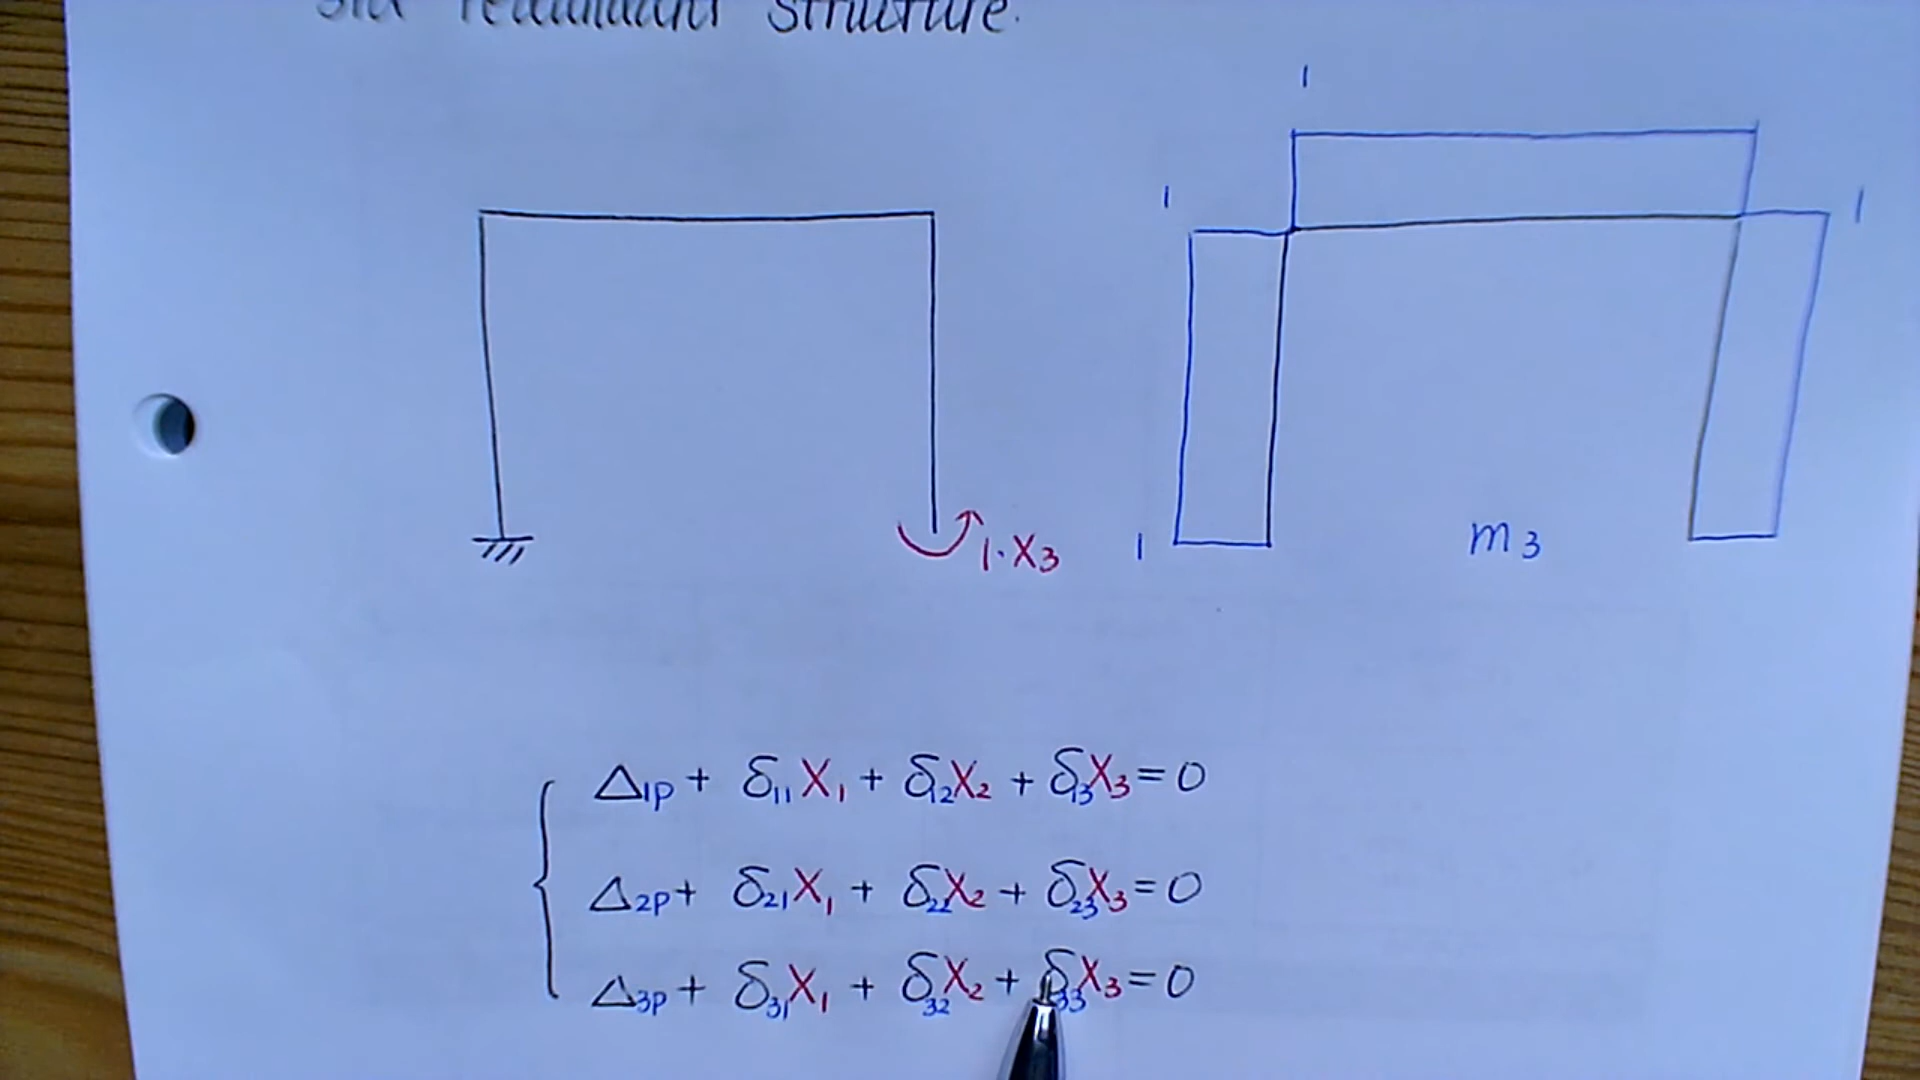 structure.
1
1 1
1·X₃
1 m₃
Δ₁ₚ + δ₁₁X₁ + δ₁₂X₂ + δ₁₃X₃ = 0
Δ₂ₚ + δ₂₁X₁ + δ₂₂X₂ + δ₂₃X₃ = 0
Δ₃ₚ + δ₃₁X₁ + δ₃₂X₂ + δ₃₃X₃ = 0